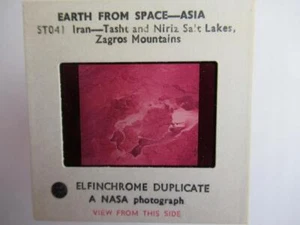 EARTH FROM SPACE—ASIA
ST041 Iran—Tasht and Niriz Salt Lakes,
Zagros Mountains
ELFINCHROME DUPLICATE
A NASA photograph
VIEW FROM THIS SIDE